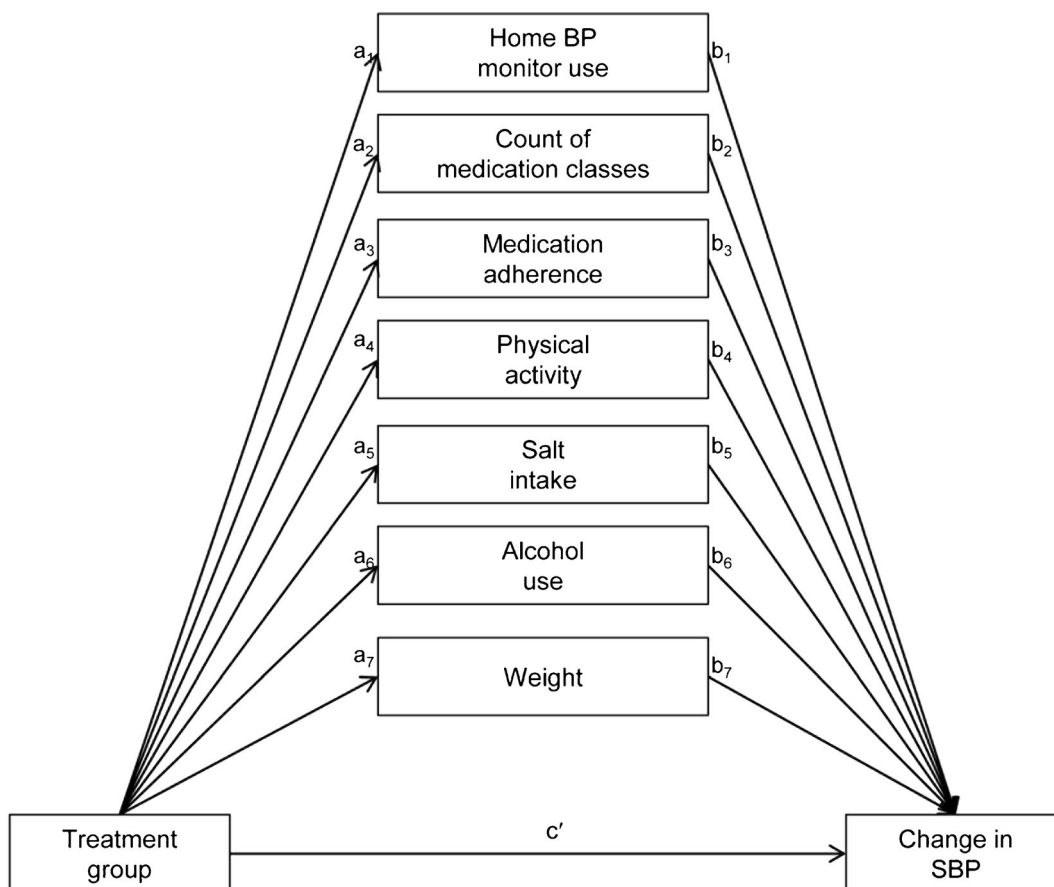 a₁ Home BP b₁
monitor use
a₂ Count of b₂
medication classes
a₃ Medication b₃
adherence
a₄ Physical b₄
activity
a₅ Salt b₅
intake
a₆ Alcohol b₆
use
a₇ Weight b₇
Treatment
group
c′
Change in
SBP